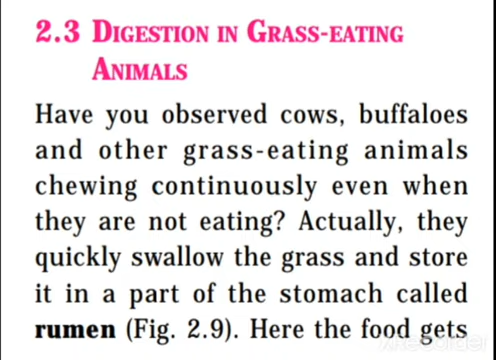 2.3 DIGESTION IN GRASS-EATING
ANIMALS
Have you observed cows, buffaloes
and other grass-eating animals
chewing continuously even when
they are not eating? Actually, they
quickly swallow the grass and store
it in a part of the stomach called
rumen (Fig. 2.9). Here the food gets
XRecorder